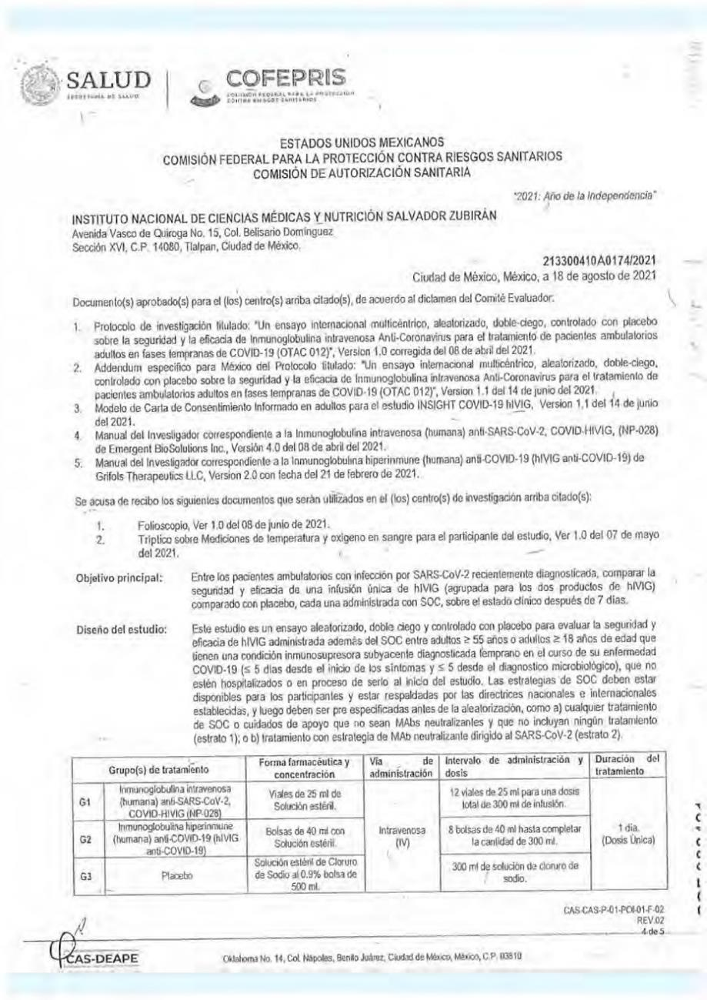 SALUD
SECRETARÍA DE SALUD
COFEPRIS
COMISIÓN FEDERAL PARA LA PROTECCIÓN
CONTRA RIESGOS SANITARIOS
ESTADOS UNIDOS MEXICANOS
COMISIÓN FEDERAL PARA LA PROTECCIÓN CONTRA RIESGOS SANITARIOS
COMISIÓN DE AUTORIZACIÓN SANITARIA
"2021: Año de la Independencia"
INSTITUTO NACIONAL DE CIENCIAS MÉDICAS Y NUTRICIÓN SALVADOR ZUBIRÁN
Avenida Vasco de Quiroga No. 15, Col. Belisario Domínguez
Sección XVI, C.P. 14080, Tlalpan, Ciudad de México.
213300410A0174/2021
Ciudad de México, México, a 18 de agosto de 2021
Documento(s) aprobado(s) para el (los) centro(s) arriba citado(s), de acuerdo al dictamen del Comité Evaluador:
1. Protocolo de investigación titulado: "Un ensayo internacional multicéntrico, aleatorizado, doble-ciego, controlado con placebo
sobre la seguridad y la eficacia de Inmunoglobulina intravenosa Anti-Coronavirus para el tratamiento de pacientes ambulatorios
adultos en fases tempranas de COVID-19 (OTAC 012)", Version 1.0 corregida del 08 de abril del 2021.
2. Addendum específico para México del Protocolo titulado: "Un ensayo internacional multicéntrico, aleatorizado, doble-ciego,
controlado con placebo sobre la seguridad y la eficacia de Inmunoglobulina intravenosa Anti-Coronavirus para el tratamiento de
pacientes ambulatorios adultos en fases tempranas de COVID-19 (OTAC 012)", Version 1.1 del 14 de junio del 2021.
3. Modelo de Carta de Consentimiento Informado en adultos para el estudio INSIGHT COVID-19 hIVIG, Version 1.1 del 14 de junio
del 2021.
4. Manual del Investigador correspondiente a la Inmunoglobulina intravenosa (humana) anti-SARS-CoV-2, COVID-HIVIG, (NP-028)
de Emergent BioSolutions Inc., Versión 4.0 del 08 de abril del 2021.
5. Manual del Investigador correspondiente a la Inmunoglobulina hiperinmune (humana) anti-COVID-19 (hIVIG anti-COVID-19) de
Grifols Therapeutics LLC, Version 2.0 con fecha del 21 de febrero de 2021.
Se acusa de recibo los siguientes documentos que serán utilizados en el (los) centro(s) de investigación arriba citado(s):
1. Folioscopio, Ver 1.0 del 08 de junio de 2021.
2. Tríptico sobre Mediciones de temperatura y oxígeno en sangre para el participante del estudio, Ver 1.0 del 07 de mayo
del 2021.
Objetivo principal: Entre los pacientes ambulatorios con infección por SARS-CoV-2 recientemente diagnosticada, comparar la
seguridad y eficacia de una infusión única de hIVIG (agrupada para los dos productos de hIVIG)
comparado con placebo, cada una administrada con SOC, sobre el estado clínico después de 7 días.
Diseño del estudio: Este estudio es un ensayo aleatorizado, doble ciego y controlado con placebo para evaluar la seguridad y
eficacia de hIVIG administrada además del SOC entre adultos ≥ 55 años o adultos ≥ 18 años de edad que
tienen una condición inmunosupresora subyacente diagnosticada temprano en el curso de su enfermedad
COVID-19 (≤ 5 días desde el inicio de los síntomas y ≤ 5 desde el diagnostico microbiológico), que no
estén hospitalizados o en proceso de serlo al inicio del estudio. Las estrategias de SOC deben estar
disponibles para los participantes y estar respaldadas por las directrices nacionales e internacionales
establecidas, y luego deben ser pre especificadas antes de la aleatorización, como a) cualquier tratamiento
de SOC o cuidados de apoyo que no sean MAbs neutralizantes y que no incluyan ningún tratamiento
(estrato 1); o b) tratamiento con estrategia de MAb neutralizante dirigido al SARS-CoV-2 (estrato 2).
Grupo(s) de tratamiento
Forma farmacéutica y
concentración
Vía de
administración
Intervalo de administración y
dosis
Duración del
tratamiento
G1
Inmunoglobulina intravenosa
(humana) anti-SARS-CoV-2,
COVID-HIVIG (NP-028)
Viales de 25 ml de
Solución estéril.
12 viales de 25 ml para una dosis
total de 300 ml de infusión.
G2
Inmunoglobulina hiperinmune
(humana) anti-COVID-19 (hIVIG
anti-COVID-19)
Bolsas de 40 ml con
Solución estéril.
Intravenosa
(IV)
8 bolsas de 40 ml hasta completar
la cantidad de 300 ml.
1 día.
(Dosis Única)
G3
Placebo
Solución estéril de Cloruro
de Sodio al 0.9% bolsa de
500 ml.
300 ml de solución de cloruro de
sodio.
CAS-CAS-P-01-POI-01-F-02
REV.02
4 de 5
CAS-DEAPE
Oklahoma No. 14, Col. Nápoles, Benito Juárez, Ciudad de México, México, C.P. 03810